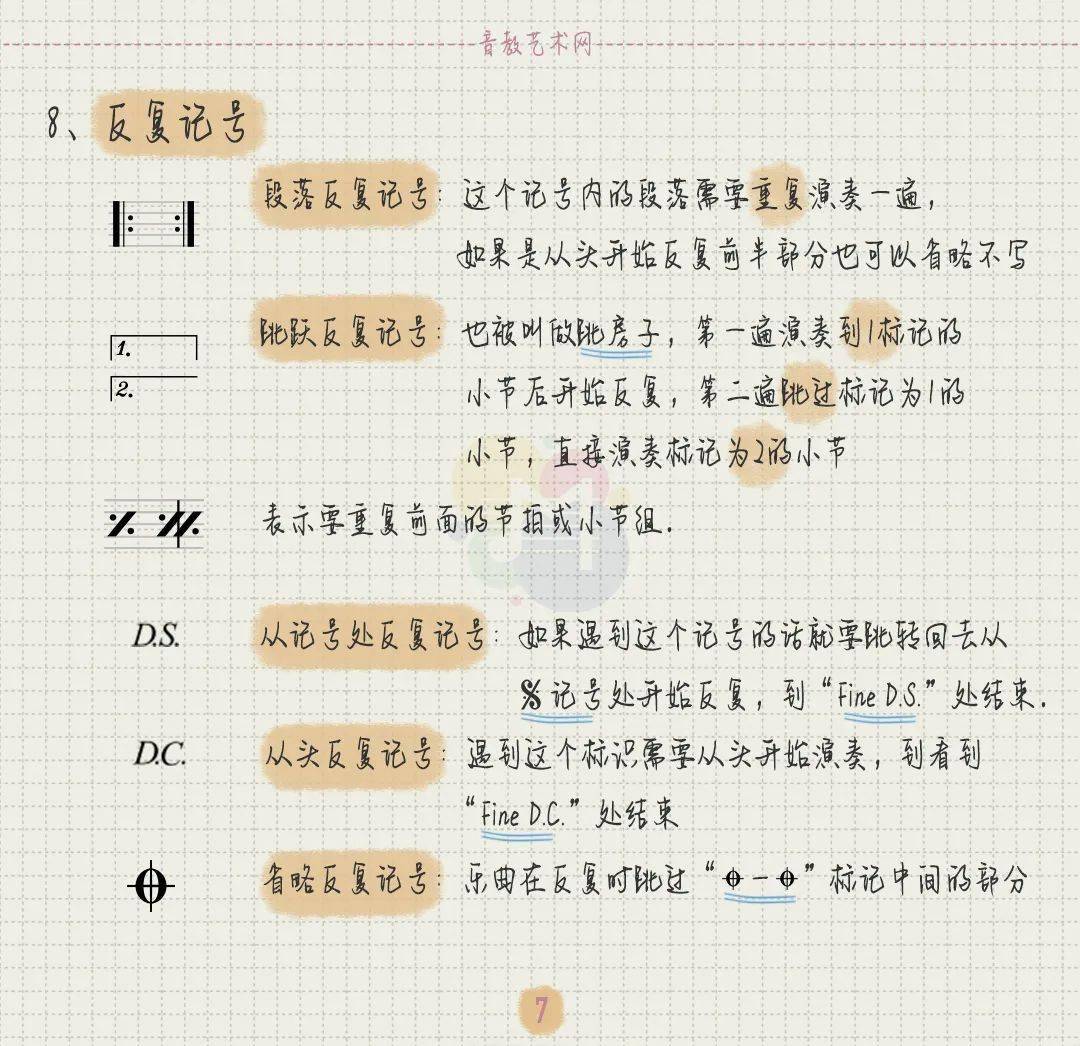 音教艺术网
8、反复记号
段落反复记号：这个记号内的段落需要重复演奏一遍，
如果是从头开始反复前半部分也可以省略不写
1.
2.
跳跃反复记号：也被叫做跳房子，第一遍演奏到1标记的
小节后开始反复，第二遍跳过标记为1的
小节，直接演奏标记为2的小节
表示要重复前面的节拍或小节组.
D.S. 从记号处反复记号：如果遇到这个记号的话就要跳转回去从
𝄋记号处开始反复，到“Fine D.S.”处结束.
D.C. 从头反复记号：遇到这个标识需要从头开始演奏，到看到
“Fine D.C.”处结束
𝄌 省略反复记号：乐曲在反复时跳过“𝄌－𝄌”标记中间的部分
7